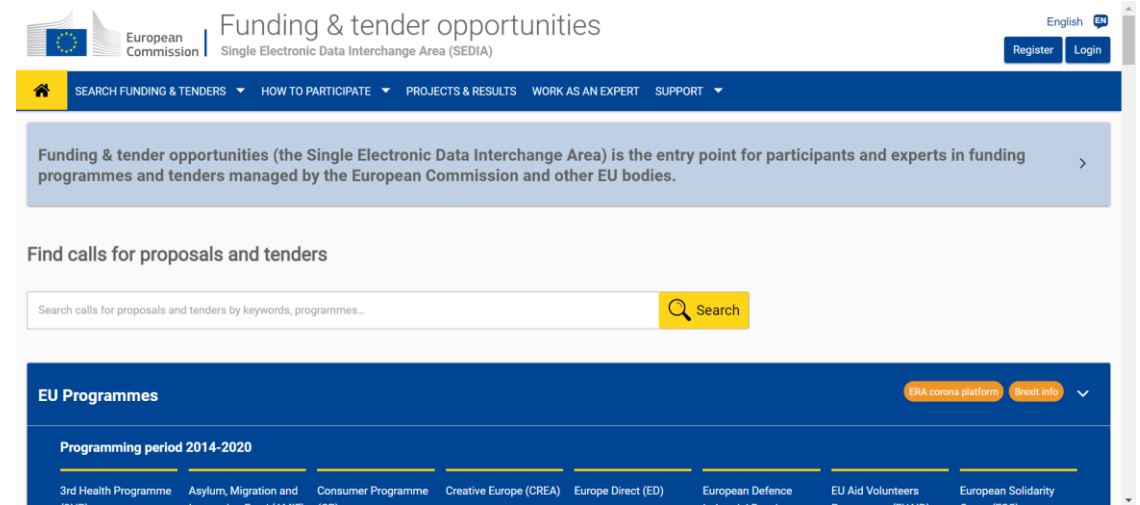 Funding & tender opportunities
European
Commission
Single Electronic Data Interchange Area (SEDIA)
English EN
Register Login
SEARCH FUNDING & TENDERS HOW TO PARTICIPATE PROJECTS & RESULTS WORK AS AN EXPERT SUPPORT
Funding & tender opportunities (the Single Electronic Data Interchange Area) is the entry point for participants and experts in funding
programmes and tenders managed by the European Commission and other EU bodies.
Find calls for proposals and tenders
Search calls for proposals and tenders by keywords, programmes...
Search
EU Programmes
ERA corona platform Brexit info
Programming period 2014-2020
3rd Health Programme Asylum, Migration and Consumer Programme Creative Europe (CREA) Europe Direct (ED) European Defence EU Aid Volunteers European Solidarity